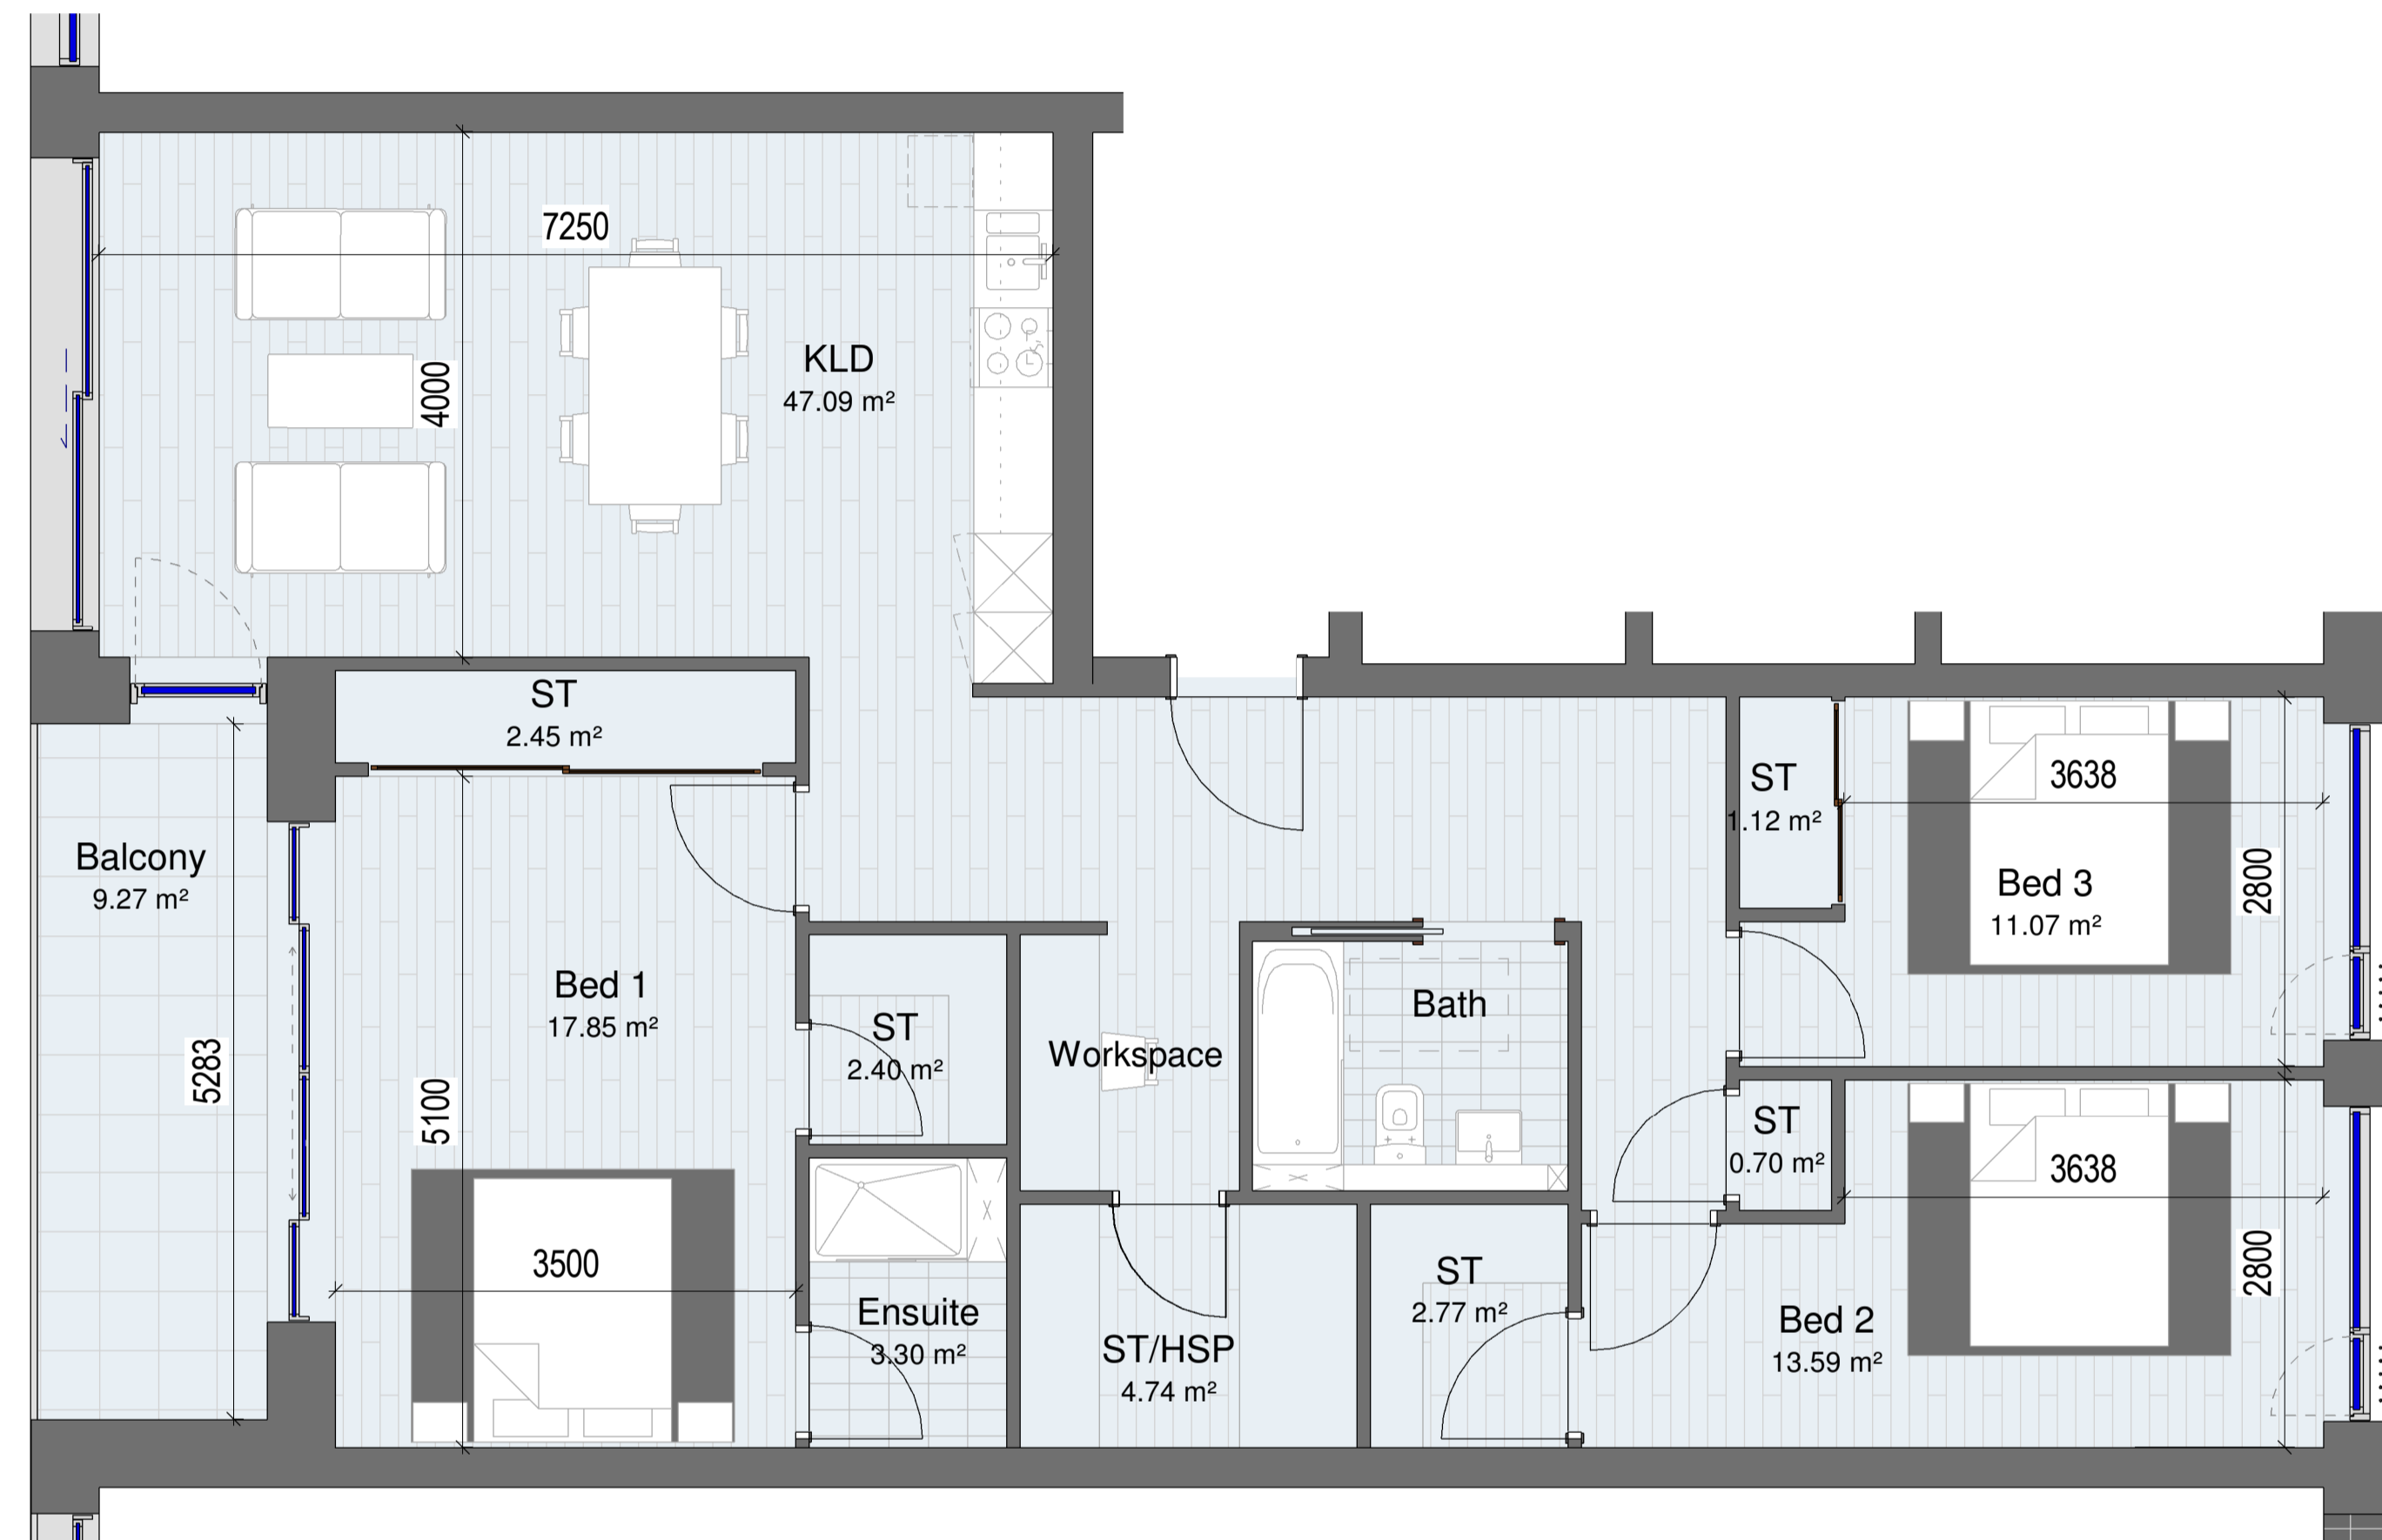 7250
KLD
47.09 m²
4000
ST
2.45 m²
ST
1.12 m²
3638
Bed 3
11.07 m²
2800
Balcony
9.27 m²
5283
Bed 1
17.85 m²
5100
ST
2.40 m²
Workspace
Bath
ST
0.70 m²
3638
2800
3500
Ensuite
3.30 m²
ST/HSP
4.74 m²
ST
2.77 m²
Bed 2
13.59 m²